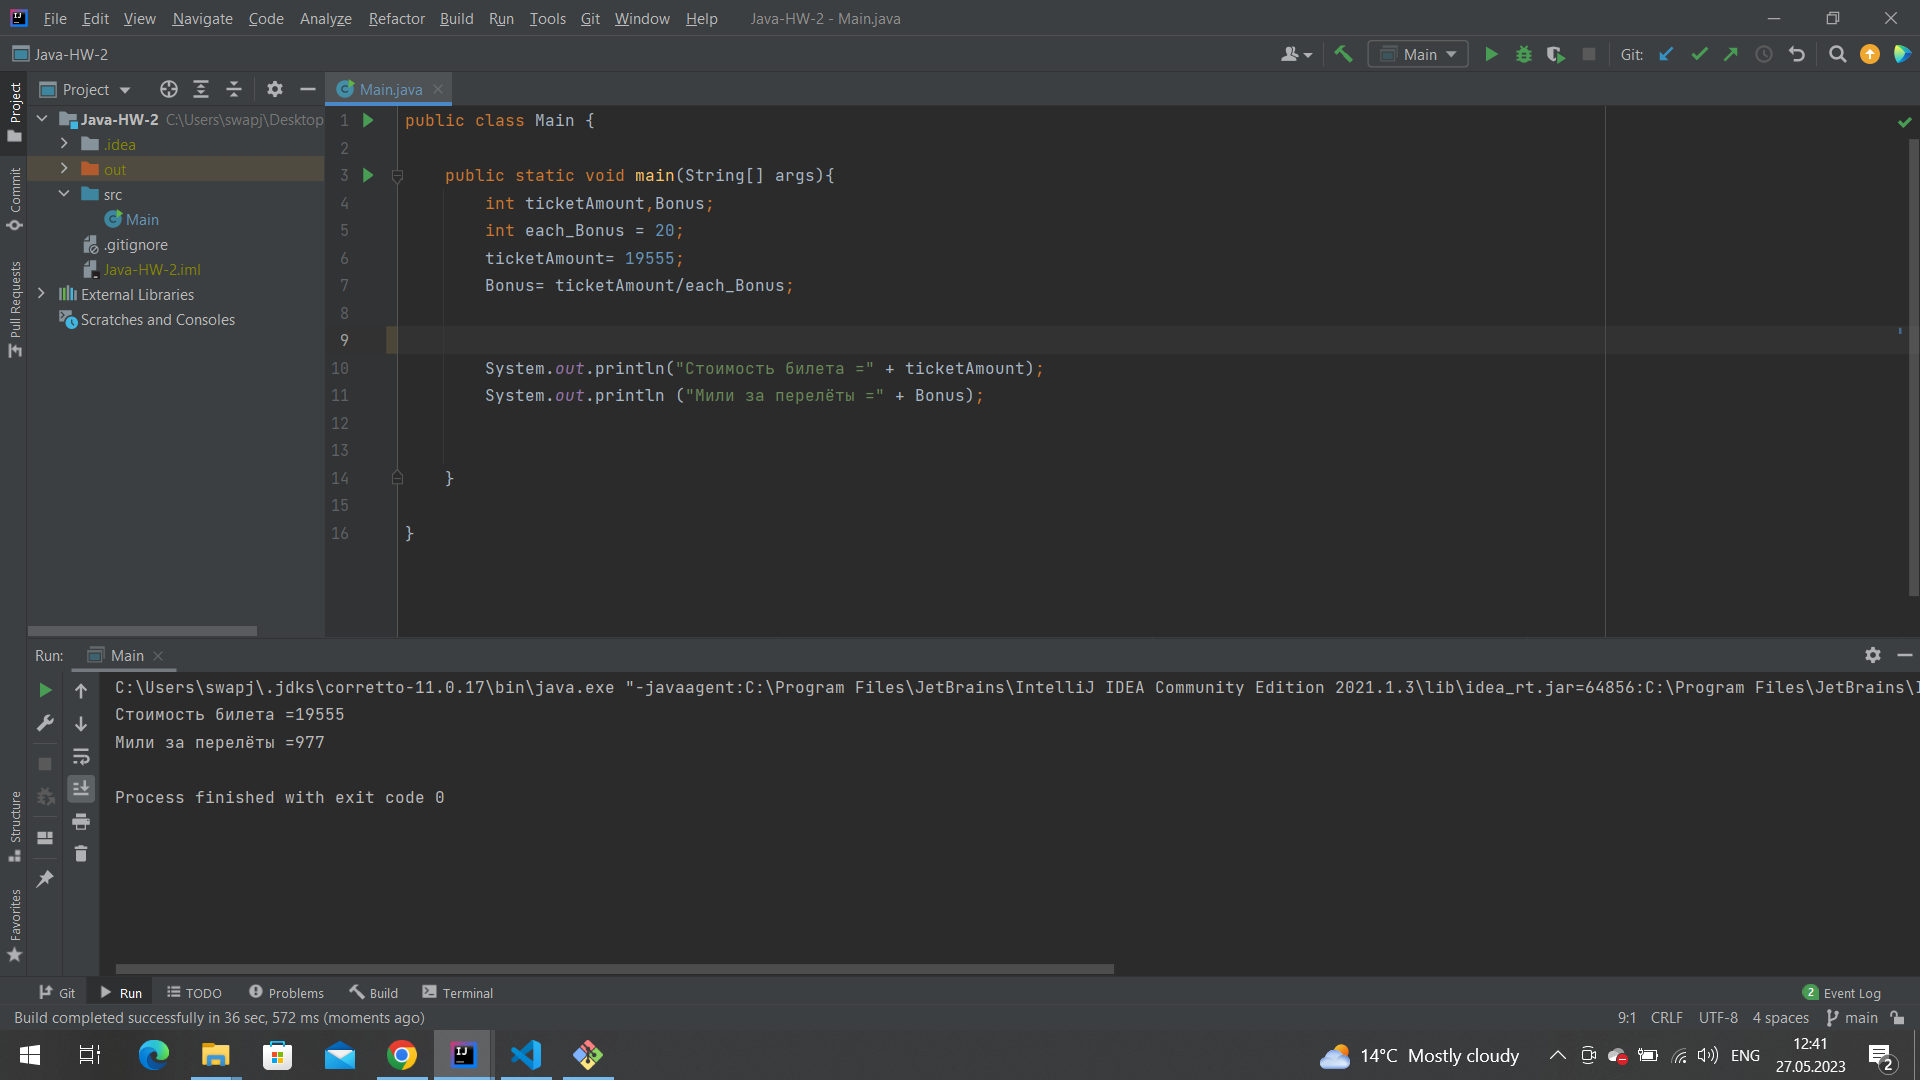 File Edit View Navigate Code Analyze Refactor Build Run Tools Git Window Help Java-HW-2 - Main.java
Java-HW-2 Main Git:
Project Main.java
Java-HW-2 C:\Users\swapj\Desktop
.idea
out
src
Main
.gitignore
Java-HW-2.iml
External Libraries
Scratches and Consoles
Project
Commit
Pull Requests
Structure
Favorites
1 public class Main {
2
3 public static void main(String[] args){
4 int ticketAmount,Bonus;
5 int each_Bonus = 20;
6 ticketAmount= 19555;
7 Bonus= ticketAmount/each_Bonus;
8
9
10 System.out.println("Стоимость билета =" + ticketAmount);
11 System.out.println ("Мили за перелёты =" + Bonus);
12
13
14 }
15
16 }
Run: Main
C:\Users\swapj\.jdks\corretto-11.0.17\bin\java.exe "-javaagent:C:\Program Files\JetBrains\IntelliJ IDEA Community Edition 2021.1.3\lib\idea_rt.jar=64856:C:\Program Files\JetBrains\
Стоимость билета =19555
Мили за перелёты =977
Process finished with exit code 0
Git Run TODO Problems Build Terminal 2 Event Log
Build completed successfully in 36 sec, 572 ms (moments ago) 9:1 CRLF UTF-8 4 spaces main
14°C Mostly cloudy ENG 12:41
27.05.2023
2